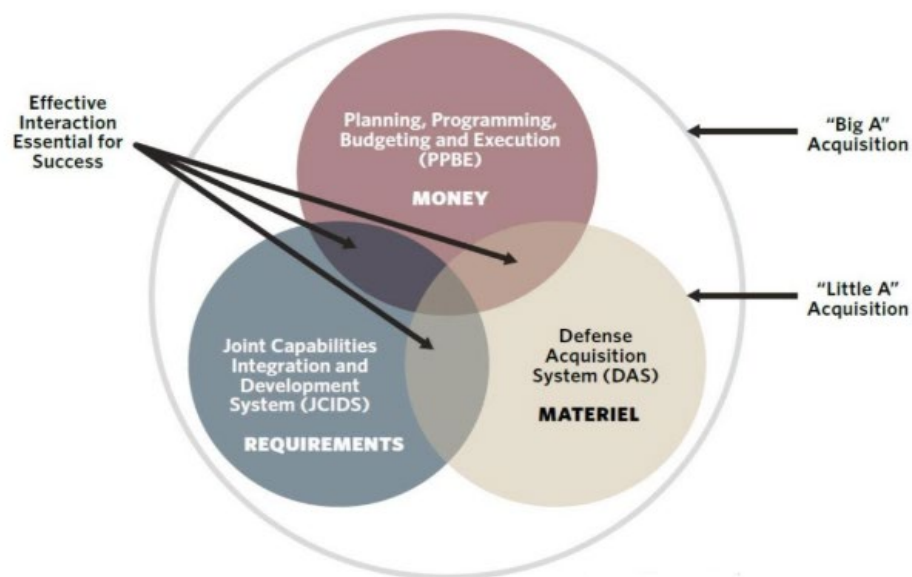 Effective
Interaction
Essential for
Success
Planning, Programming,
Budgeting and Execution
(PPBE)
MONEY
"Big A"
Acquisition
"Little A"
Acquisition
Joint Capabilities
Integration and
Development
System (JCIDS)
REQUIREMENTS
Defense
Acquisition
System (DAS)
MATERIEL